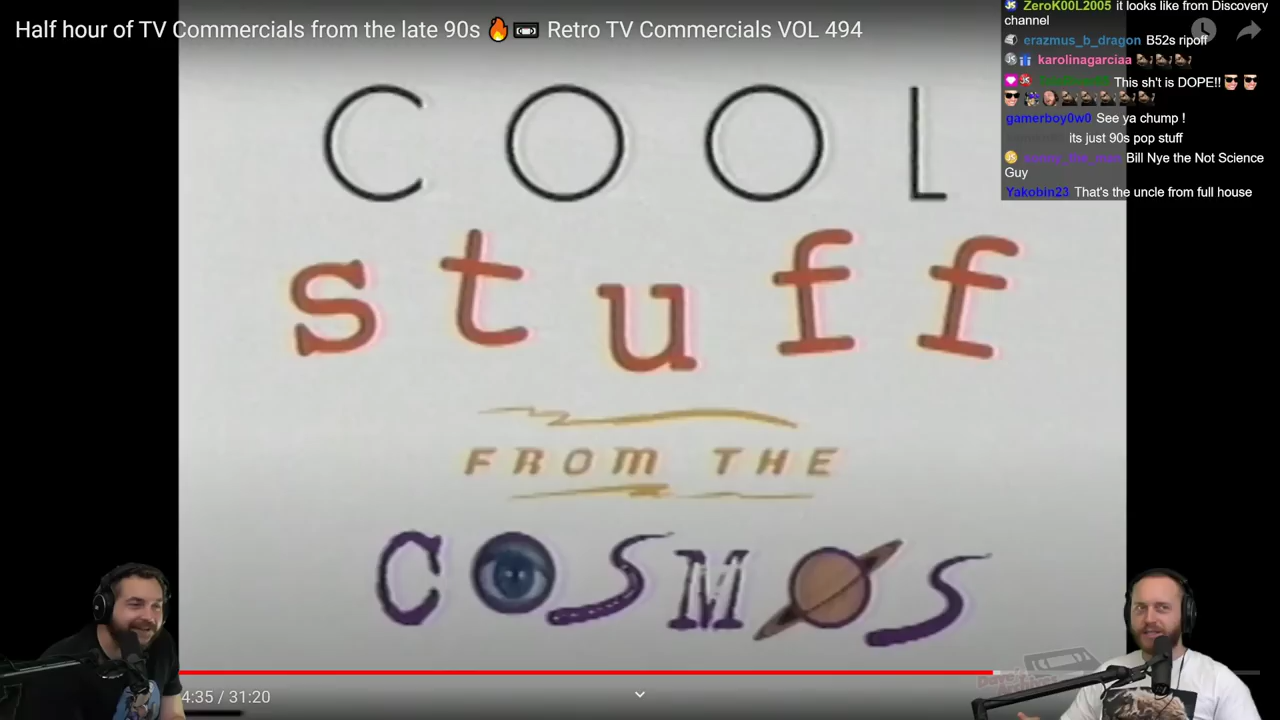 Half hour of TV Commercials from the late 90s 🔥📼 Retro TV Commercials VOL 494
ZeroK00L2005 it looks like from Discovery
channel
erazmus_b_dragon B52s ripoff
karolinagarciaa
This sh't is DOPE!!
gamerboy0w0 See ya chump !
its just 90s pop stuff
Bill Nye the Not Science
Guy
Yakobin23 That's the uncle from full house
COOL
stuff
FROM THE
COSMOS
4:35 / 31:20